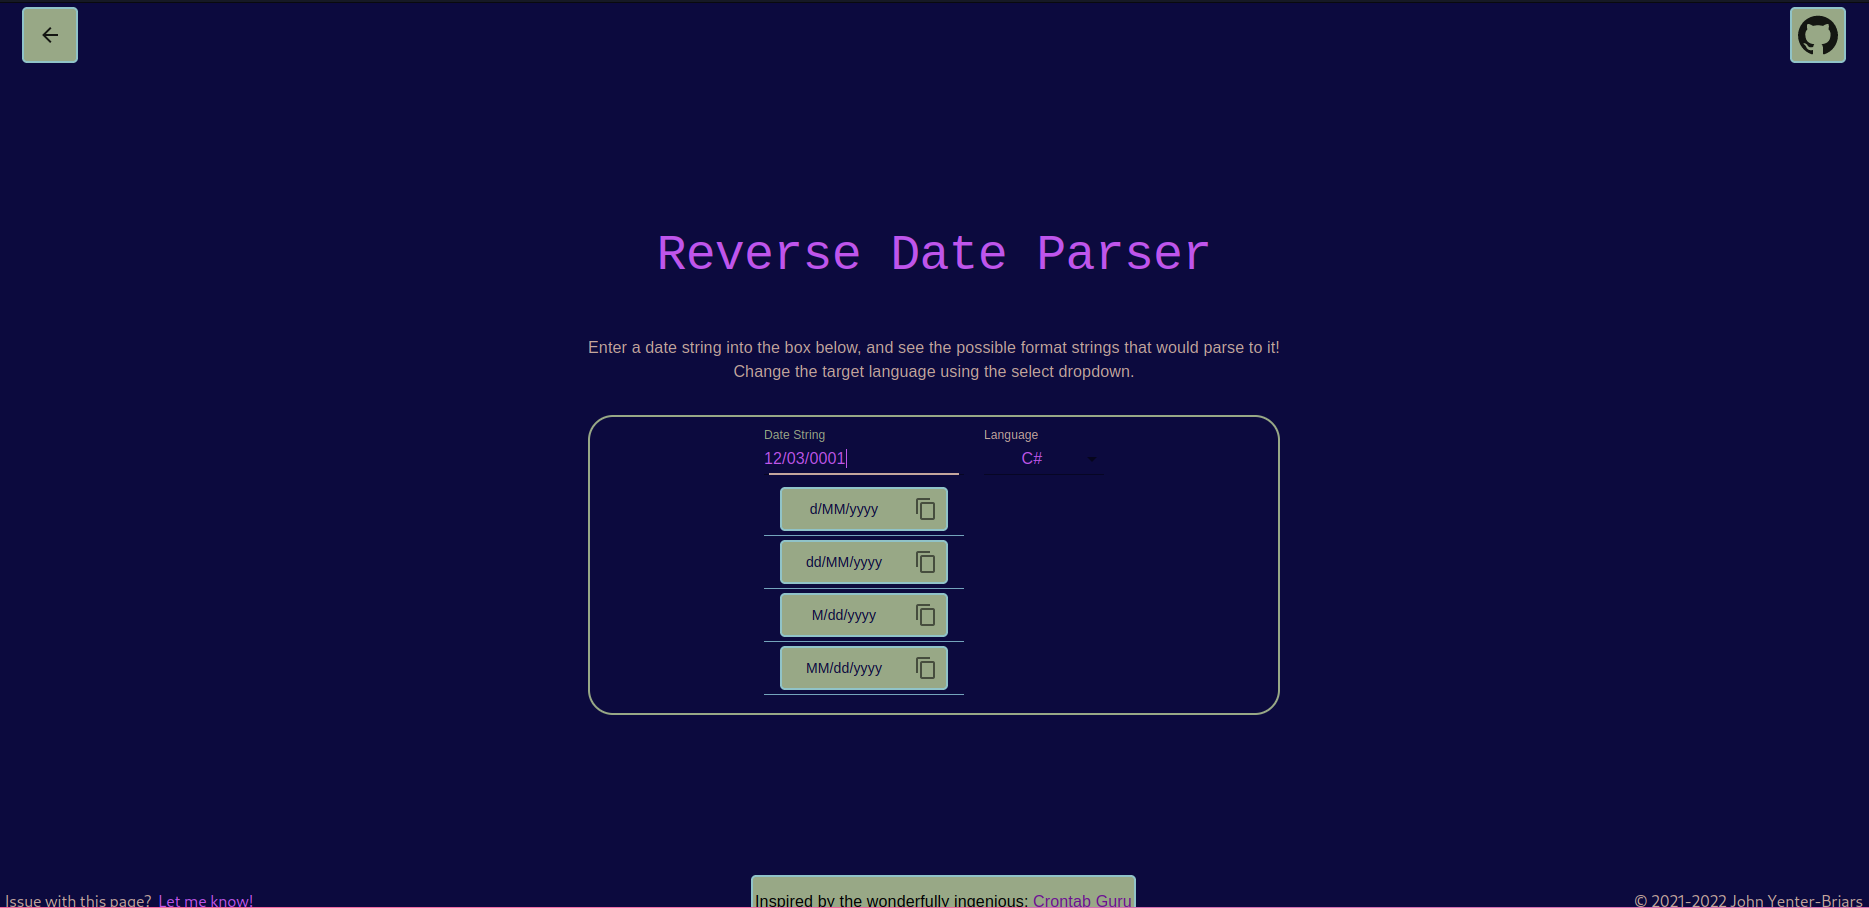 Reverse Date Parser
Enter a date string into the box below, and see the possible format strings that would parse to it!
Change the target language using the select dropdown.
Date String
Language
12/03/0001
C#
d/MM/yyyy
dd/MM/yyyy
M/dd/yyyy
MM/dd/yyyy
Issue with this page? Let me know!
Inspired by the wonderfully ingenious: Crontab Guru
© 2021-2022 John Yenter-Briars